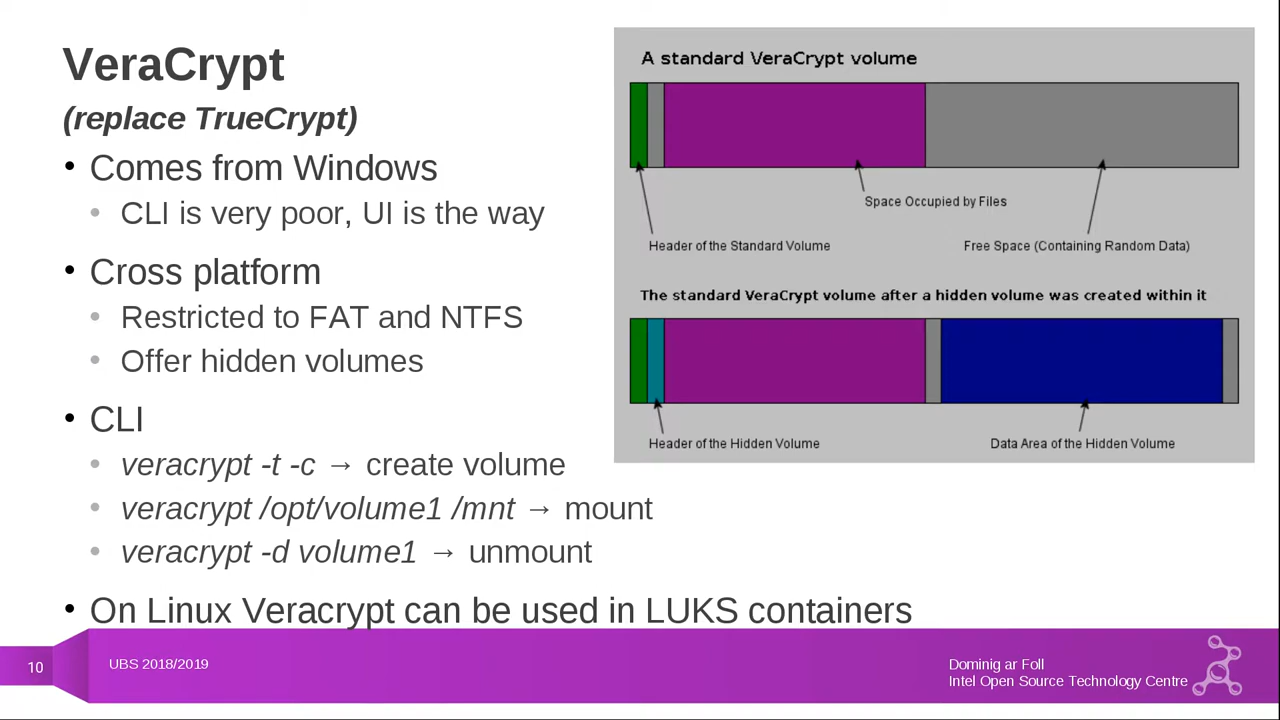 VeraCrypt
(replace TrueCrypt)
• Comes from Windows
• CLI is very poor, UI is the way
• Cross platform
• Restricted to FAT and NTFS
• Offer hidden volumes
• CLI
• veracrypt -t -c → create volume
• veracrypt /opt/volume1 /mnt → mount
• veracrypt -d volume1 → unmount
• On Linux Veracrypt can be used in LUKS containers
A standard VeraCrypt volume
Space Occupied by Files
Header of the Standard Volume
Free Space (Containing Random Data)
The standard VeraCrypt volume after a hidden volume was created within it
Header of the Hidden Volume
Data Area of the Hidden Volume
10
UBS 2018/2019
Dominig ar Foll
Intel Open Source Technology Centre